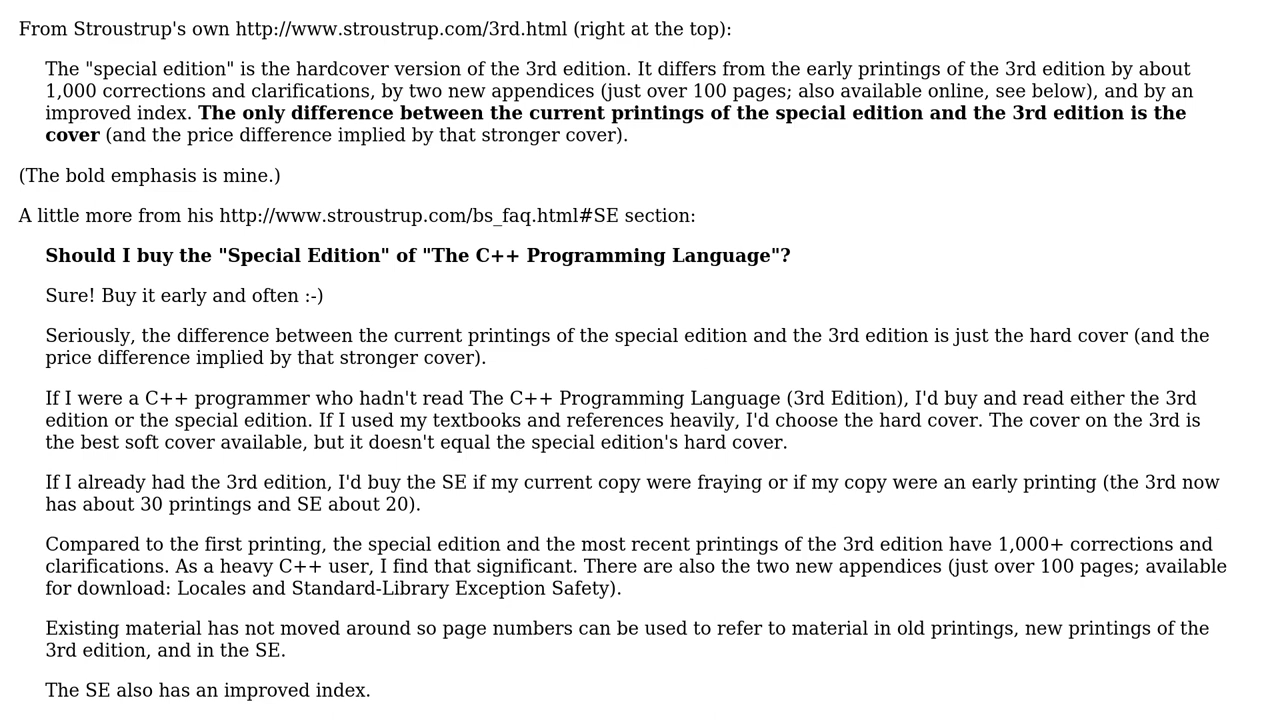 From Stroustrup's own http://www.stroustrup.com/3rd.html (right at the top):
The "special edition" is the hardcover version of the 3rd edition. It differs from the early printings of the 3rd edition by about
1,000 corrections and clarifications, by two new appendices (just over 100 pages; also available online, see below), and by an
improved index. The only difference between the current printings of the special edition and the 3rd edition is the
cover (and the price difference implied by that stronger cover).
(The bold emphasis is mine.)
A little more from his http://www.stroustrup.com/bs_faq.html#SE section:
Should I buy the "Special Edition" of "The C++ Programming Language"?
Sure! Buy it early and often :-)
Seriously, the difference between the current printings of the special edition and the 3rd edition is just the hard cover (and the
price difference implied by that stronger cover).
If I were a C++ programmer who hadn't read The C++ Programming Language (3rd Edition), I'd buy and read either the 3rd
edition or the special edition. If I used my textbooks and references heavily, I'd choose the hard cover. The cover on the 3rd is
the best soft cover available, but it doesn't equal the special edition's hard cover.
If I already had the 3rd edition, I'd buy the SE if my current copy were fraying or if my copy were an early printing (the 3rd now
has about 30 printings and SE about 20).
Compared to the first printing, the special edition and the most recent printings of the 3rd edition have 1,000+ corrections and
clarifications. As a heavy C++ user, I find that significant. There are also the two new appendices (just over 100 pages; available
for download: Locales and Standard-Library Exception Safety).
Existing material has not moved around so page numbers can be used to refer to material in old printings, new printings of the
3rd edition, and in the SE.
The SE also has an improved index.